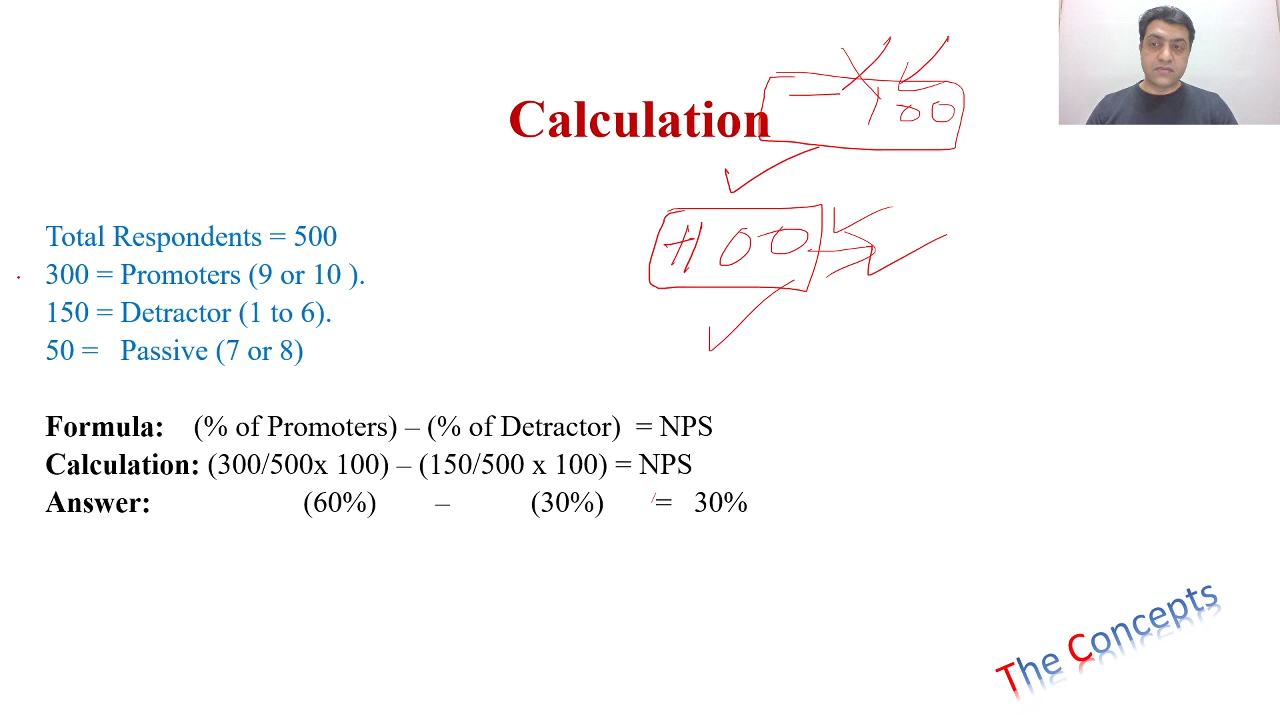 Calculation
- 100
+100
Total Respondents = 500
300 = Promoters (9 or 10 ).
150 = Detractor (1 to 6).
50 = Passive (7 or 8)
Formula: (% of Promoters) – (% of Detractor) = NPS
Calculation: (300/500x 100) – (150/500 x 100) = NPS
Answer: (60%) – (30%) = 30%
The Concepts